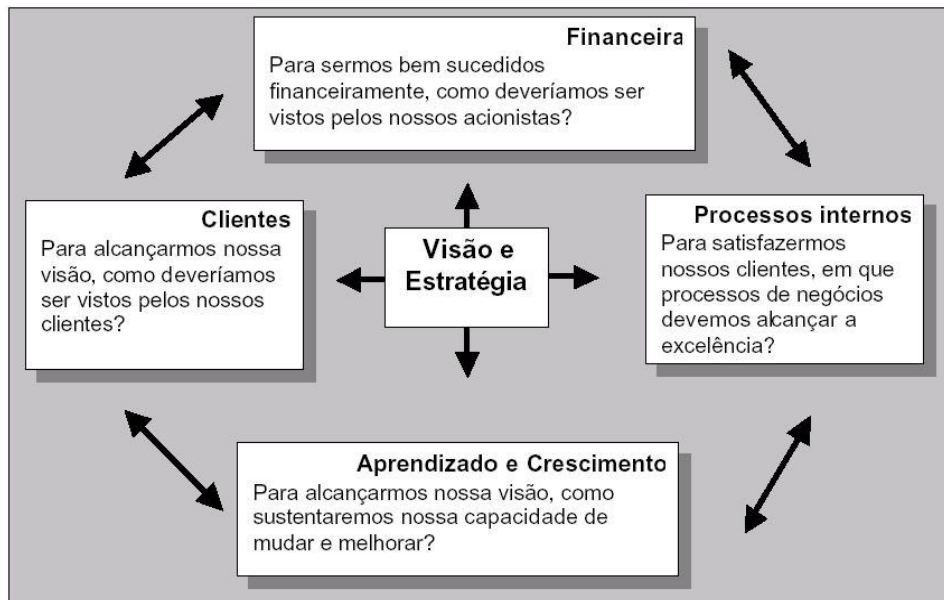 Financeira
Para sermos bem sucedidos
financeiramente, como deveríamos ser
vistos pelos nossos acionistas?
Clientes
Para alcançarmos nossa
visão, como deveríamos
ser vistos pelos nossos
clientes?
Visão e
Estratégia
Processos internos
Para satisfazermos
nossos clientes, em que
processos de negócios
devemos alcançar a
excelência?
Aprendizado e Crescimento
Para alcançarmos nossa visão, como
sustentaremos nossa capacidade de
mudar e melhorar?